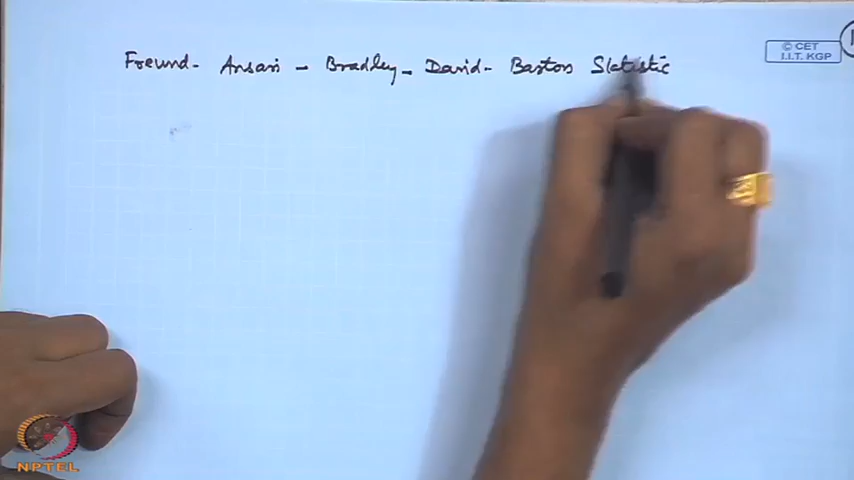 Freund- Ansari - Bradley - David- Barton Statistic
© CET
I.I.T. KGP
NPTEL